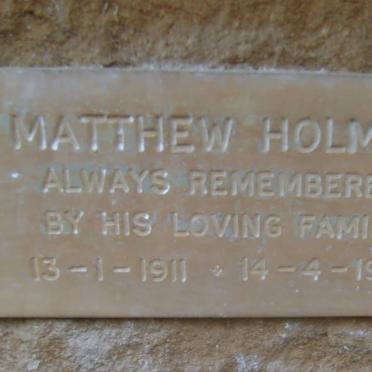 MATTHEW HOLM
ALWAYS REMEMBERE
BY HIS LOVING FAMI
13-1-1911 14-4-19